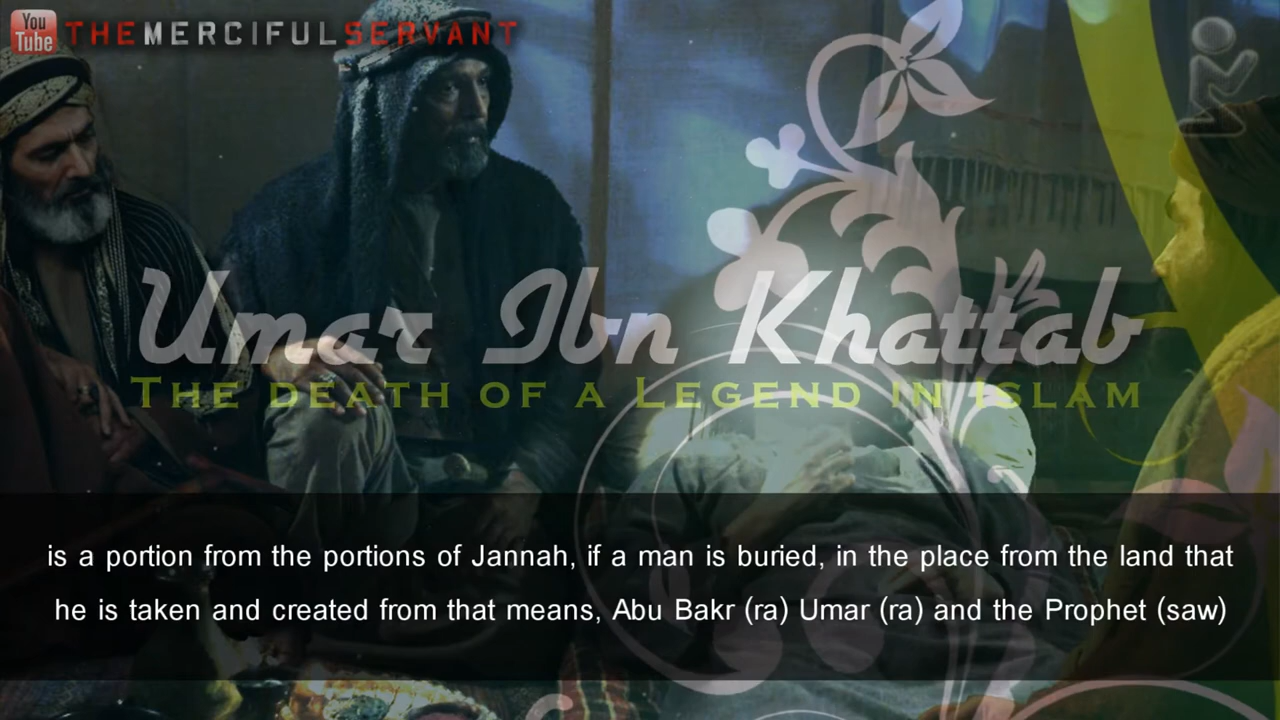 You
Tube
THEMERCIFULSERVANT
Umar Ibn Khattab
THE DEATH OF A LEGEND IN ISLAM
is a portion from the portions of Jannah, if a man is buried, in the place from the land that
he is taken and created from that means, Abu Bakr (ra) Umar (ra) and the Prophet (saw)